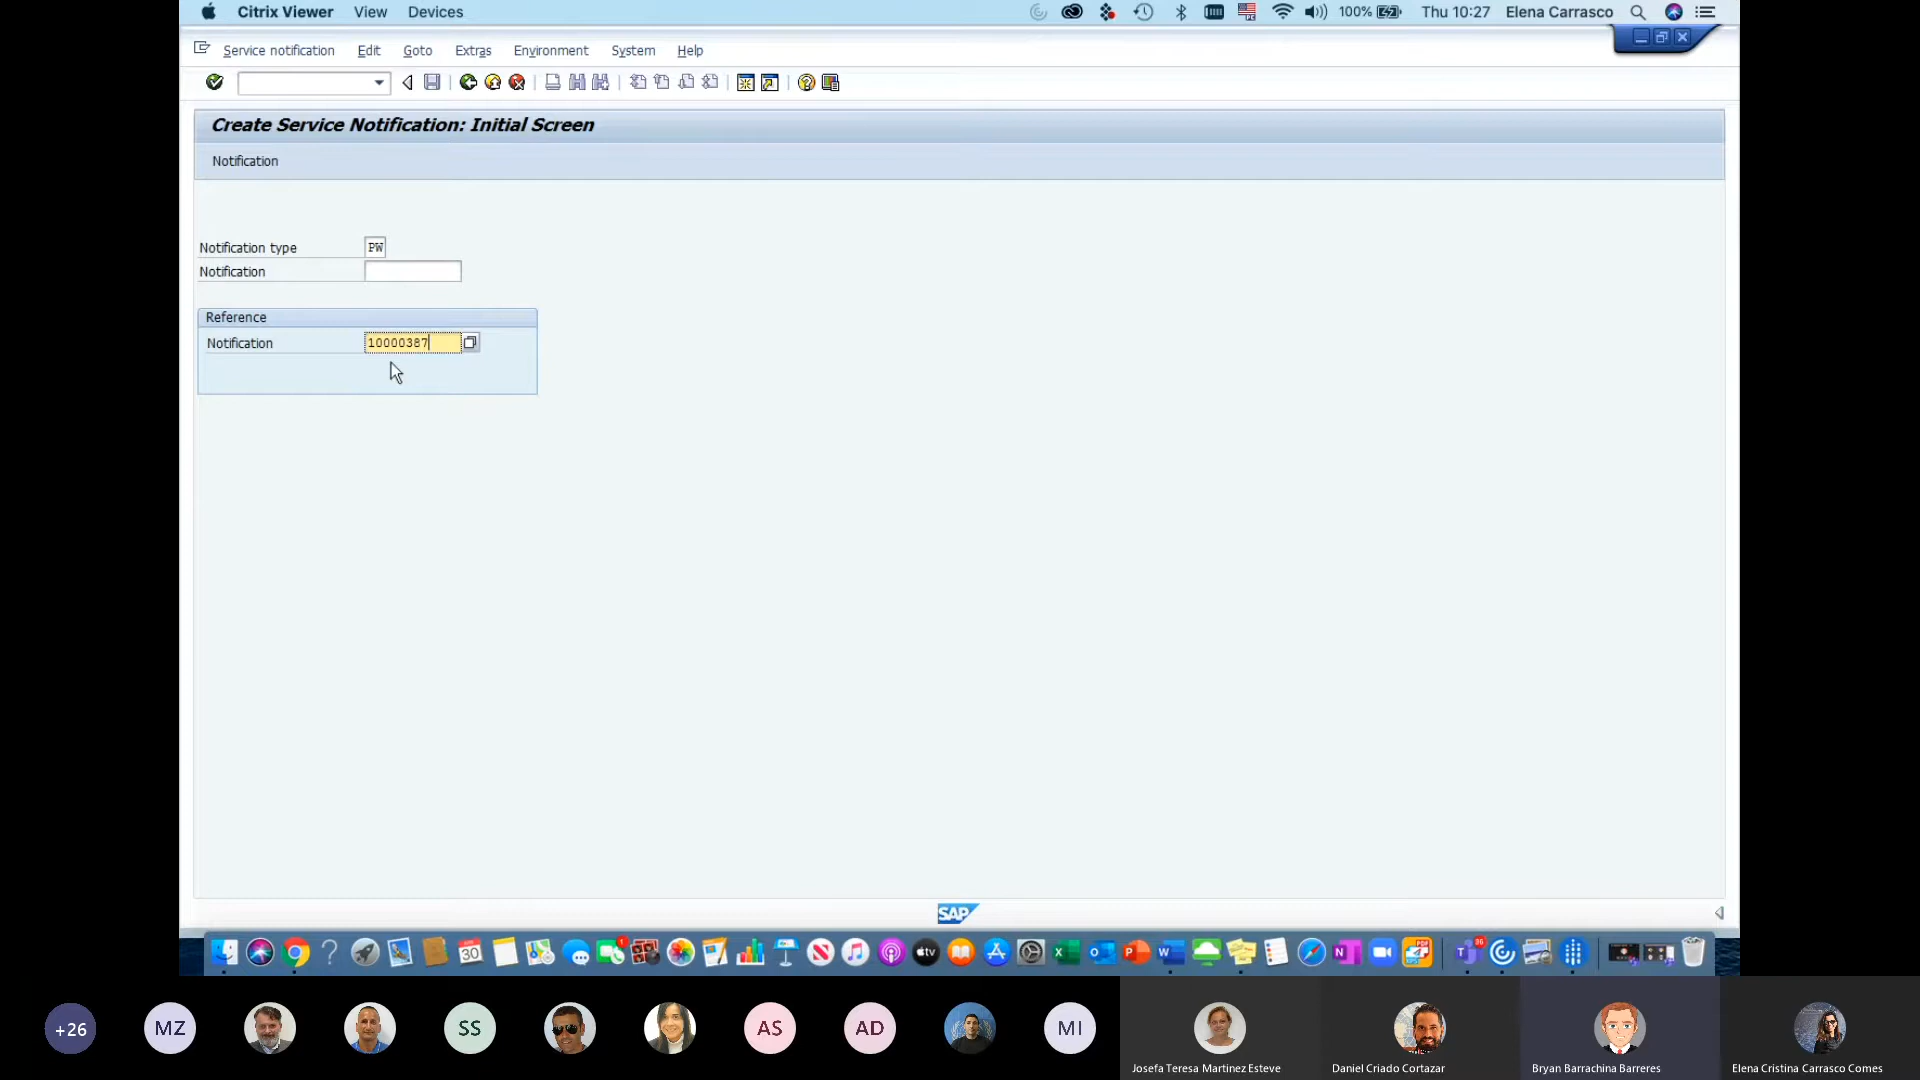 Citrix Viewer View Devices 100% Thu 10:27 Elena Carrasco
Service notification Edit Goto Extras Environment System Help
Create Service Notification: Initial Screen
Notification
Notification type PW
Notification
Reference
Notification 10000387
SAP
30
+26 MZ SS AS AD MI
Josefa Teresa Martinez Esteve Daniel Criado Cortazar Bryan Barrachina Barreres Elena Cristina Carrasco Comes